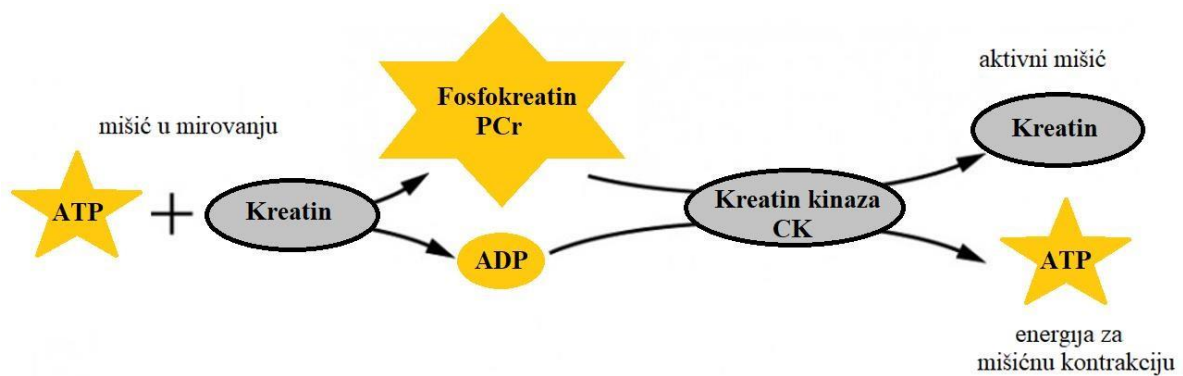 mišić u mirovanju
ATP
+
Kreatin
Fosfokreatin
PCr
ADP
Kreatin kinaza
CK
aktivni mišić
Kreatin
ATP
energija za
mišićnu kontrakciju